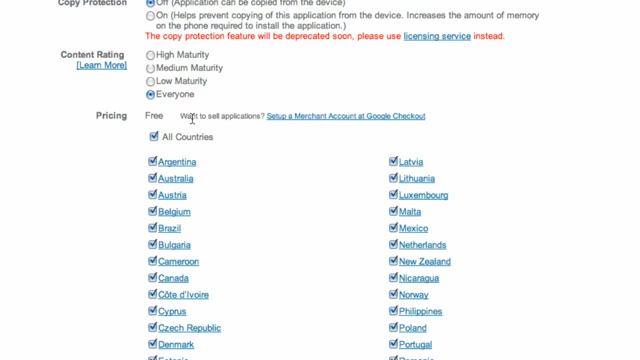 Copy Protection Off (Application can be copied from the device)
On (Helps prevent copying of this application from the device. Increases the amount of memory
on the phone required to install the application.)
The copy protection feature will be deprecated soon, please use licensing service instead.
Content Rating High Maturity
[Learn More] Medium Maturity
Low Maturity
Everyone
Pricing Free Want to sell applications? Setup a Merchant Account at Google Checkout
All Countries
Argentina Latvia
Australia Lithuania
Austria Luxembourg
Belgium Malta
Brazil Mexico
Bulgaria Netherlands
Cameroon New Zealand
Canada Nicaragua
Côte d'Ivoire Norway
Cyprus Philippines
Czech Republic Poland
Denmark Portugal